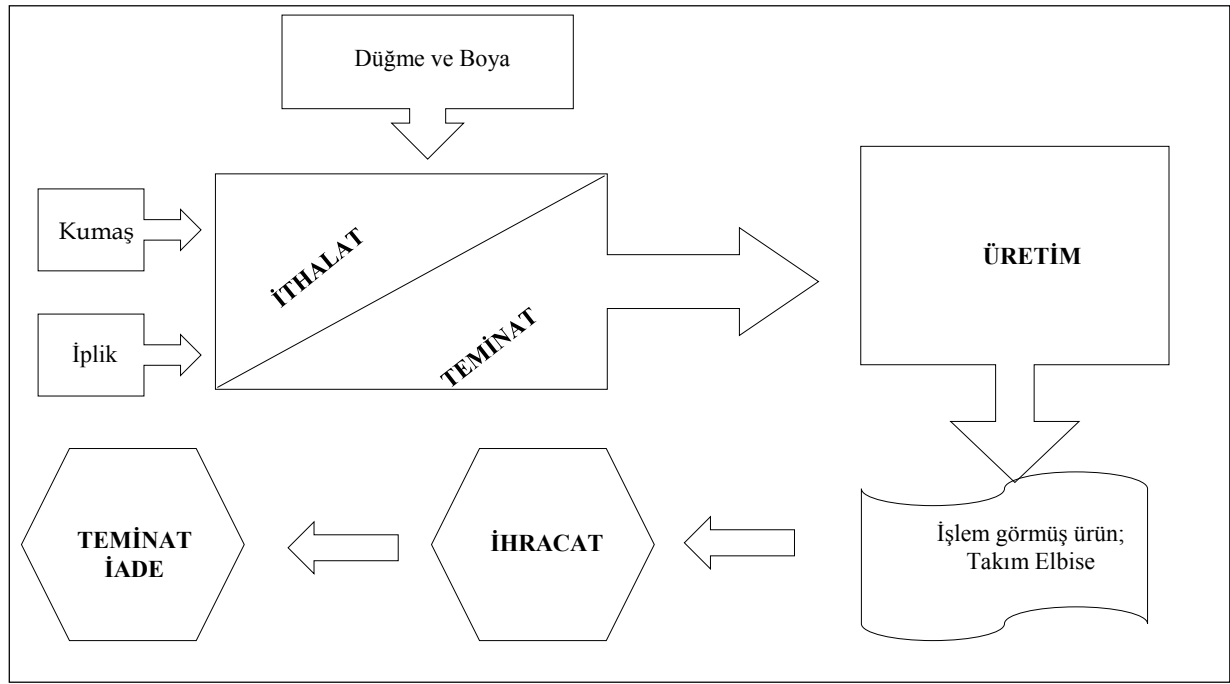 Düğme ve Boya
Kumaş
İTHALAT
ÜRETİM
İplik
TEMİNAT
TEMİNAT
İADE
İHRACAT
İşlem görmüş ürün;
Takım Elbise